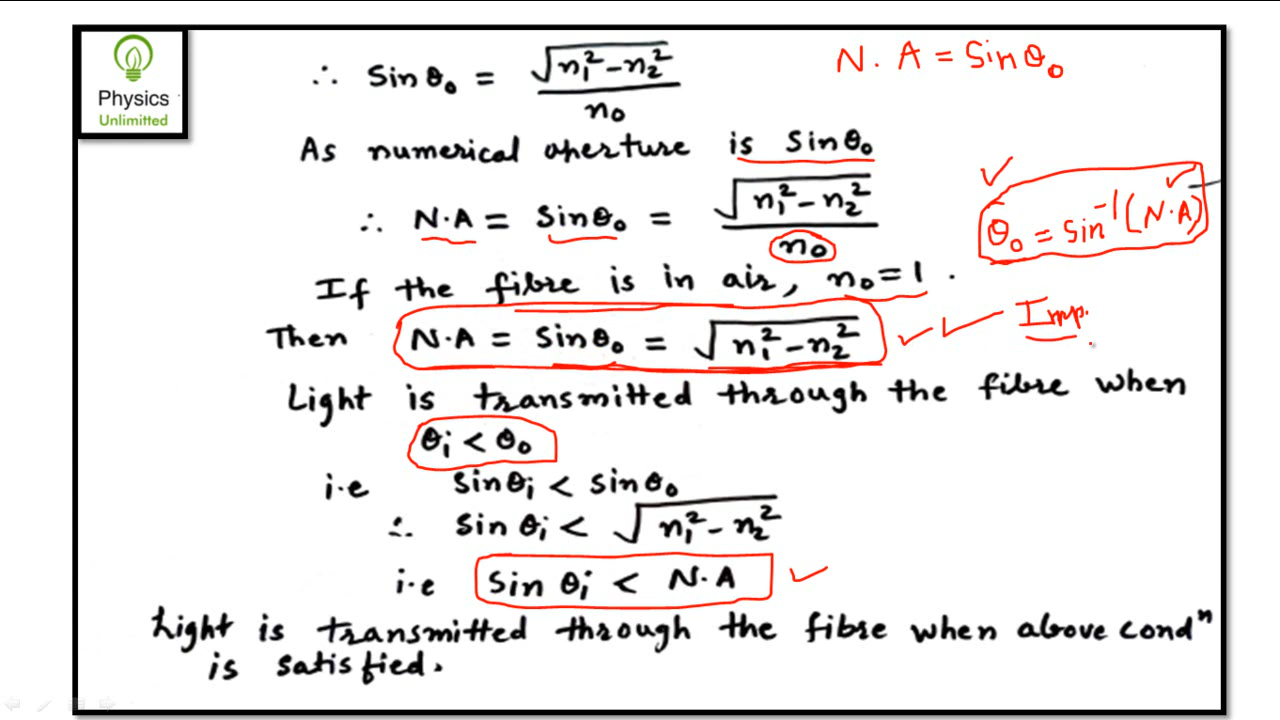 Physics
Unlimitted
∴ Sin θ₀ = √(n₁² − n₂²) / n₀
N. A = Sin θ₀
As numerical aperture is Sin θ₀
∴ N.A = Sin θ₀ = √(n₁² − n₂²) / n₀
θ₀ = Sin⁻¹ (N.A)
If the fibre is in air, n₀ = 1 .
Then N.A = Sin θ₀ = √(n₁² − n₂²)
Imp.
Light is transmitted through the fibre when
θᵢ < θ₀
i.e Sin θᵢ < Sin θ₀
∴ Sin θᵢ < √(n₁² − n₂²)
i.e Sin θᵢ < N.A
Light is transmitted through the fibre when above condⁿ
is satisfied.